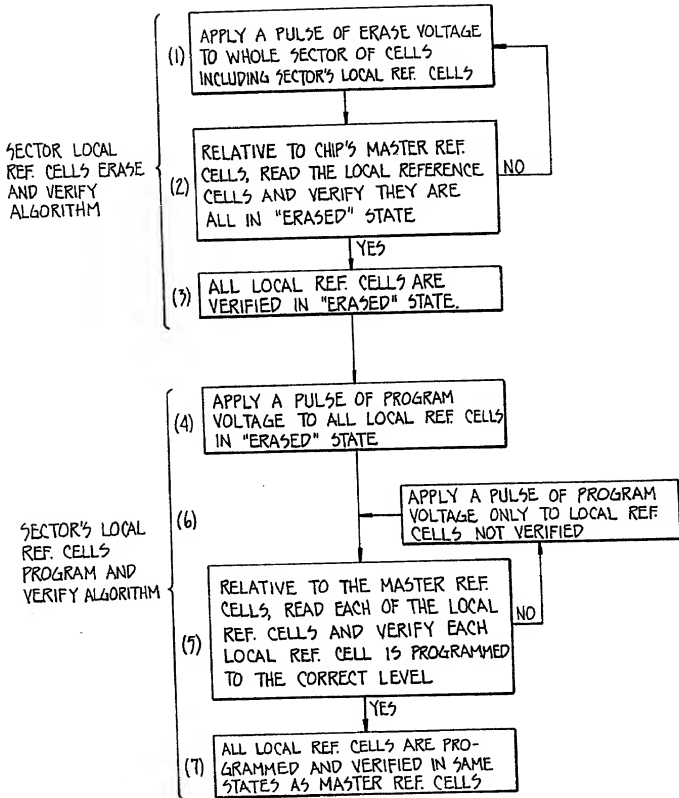 (1)
APPLY A PULSE OF ERASE VOLTAGE
TO WHOLE SECTOR OF CELLS
INCLUDING SECTOR'S LOCAL REF. CELLS
SECTOR LOCAL
REF. CELLS ERASE
AND VERIFY
ALGORITHM
(2)
RELATIVE TO CHIP'S MASTER REF.
CELLS, READ THE LOCAL REFERENCE
CELLS AND VERIFY THEY ARE
ALL IN "ERASED" STATE
NO
YES
(3)
ALL LOCAL REF. CELLS ARE
VERIFIED IN "ERASED" STATE.
(4)
APPLY A PULSE OF PROGRAM
VOLTAGE TO ALL LOCAL REF. CELLS
IN "ERASED" STATE
(6)
APPLY A PULSE OF PROGRAM
VOLTAGE ONLY TO LOCAL REF.
CELLS NOT VERIFIED
SECTOR'S LOCAL
REF. CELLS
PROGRAM AND
VERIFY ALGORITHM
(5)
RELATIVE TO THE MASTER REF.
CELLS, READ EACH OF THE LOCAL
REF. CELLS AND VERIFY EACH
LOCAL REF. CELL IS PROGRAMMED
TO THE CORRECT LEVEL
NO
YES
(7)
ALL LOCAL REF. CELLS ARE PRO-
GRAMMED AND VERIFIED IN SAME
STATES AS MASTER REF. CELLS